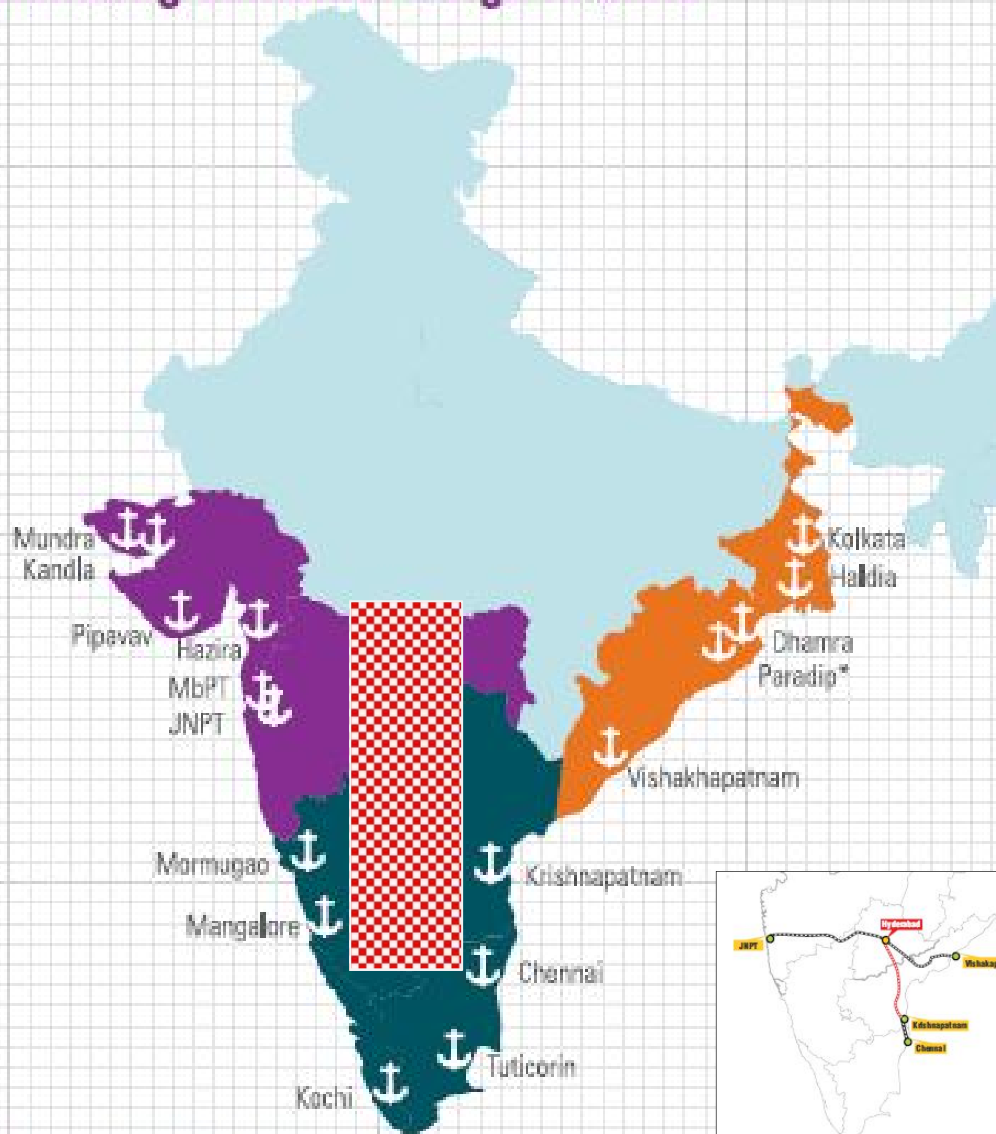 Mundra
Kandla
Pipavav
Hazira
MbPT
JNPT
Kolkata
Haldia
Dhamra
Paradip*
Vishakhapatnam
Mormugao
Krishnapatnam
Mangalore
Chennai
Tuticorin
Kochi
Hyderabad
JNPT
Krishnapatnam
Chennai